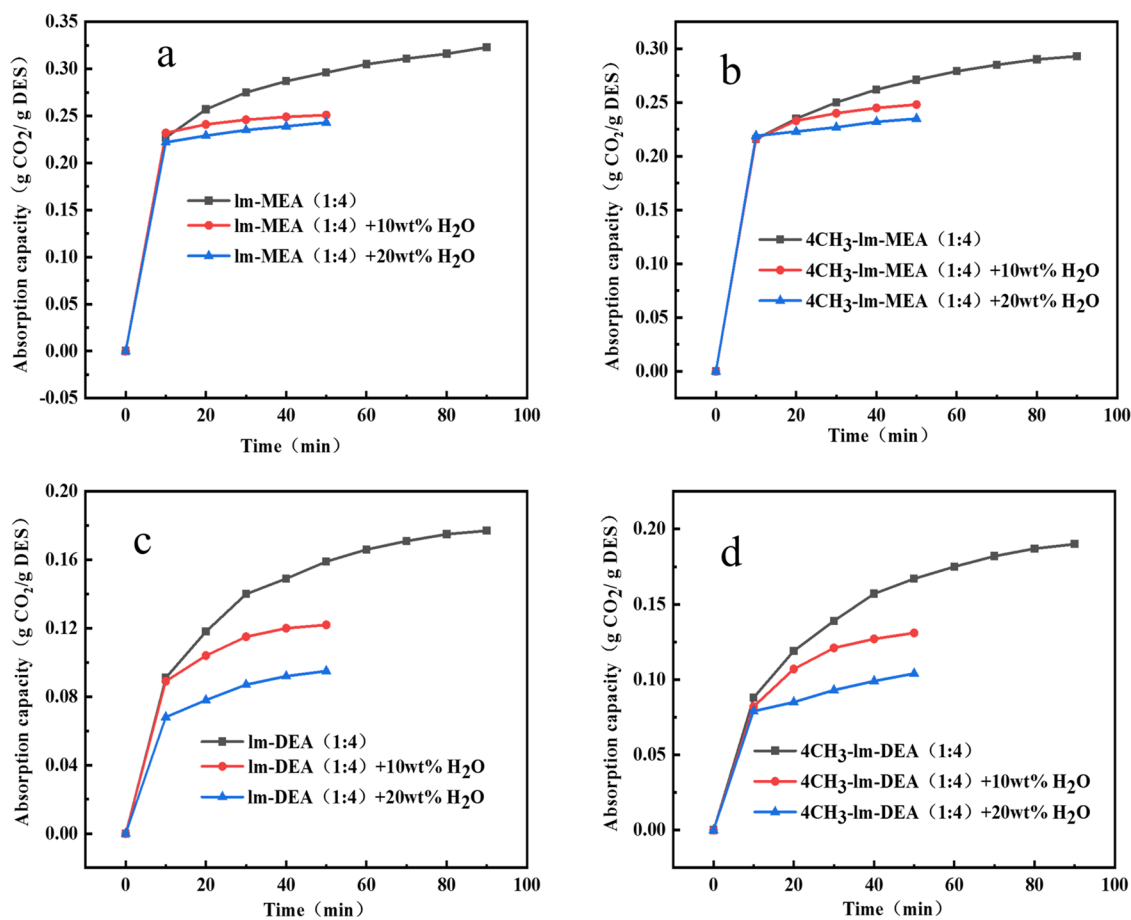 a
Absorption capacity（g CO2/ g DES）
0.35
0.30
0.25
0.20
0.15
0.10
0.05
0.00
-0.05
lm-MEA（1:4）
lm-MEA（1:4）+10wt% H2O
lm-MEA（1:4）+20wt% H2O
0 20 40 60 80 100
Time（min）
b
Absorption capacity（g CO2/ g DES）
0.30
0.25
0.20
0.15
0.10
0.05
0.00
4CH3-lm-MEA（1:4）
4CH3-lm-MEA（1:4）+10wt% H2O
4CH3-lm-MEA（1:4）+20wt% H2O
0 20 40 60 80 100
Time（min）
c
Absorption capacity（g CO2/g DES）
0.20
0.16
0.12
0.08
0.04
0.00
lm-DEA（1:4）
lm-DEA（1:4）+10wt% H2O
lm-DEA（1:4）+20wt% H2O
0 20 40 60 80 100
Time（min）
d
Absorption capacity（g CO2/ g DES）
0.20
0.15
0.10
0.05
0.00
4CH3-lm-DEA（1:4）
4CH3-lm-DEA（1:4）+10wt% H2O
4CH3-lm-DEA（1:4）+20wt% H2O
0 20 40 60 80 100
Time（min）